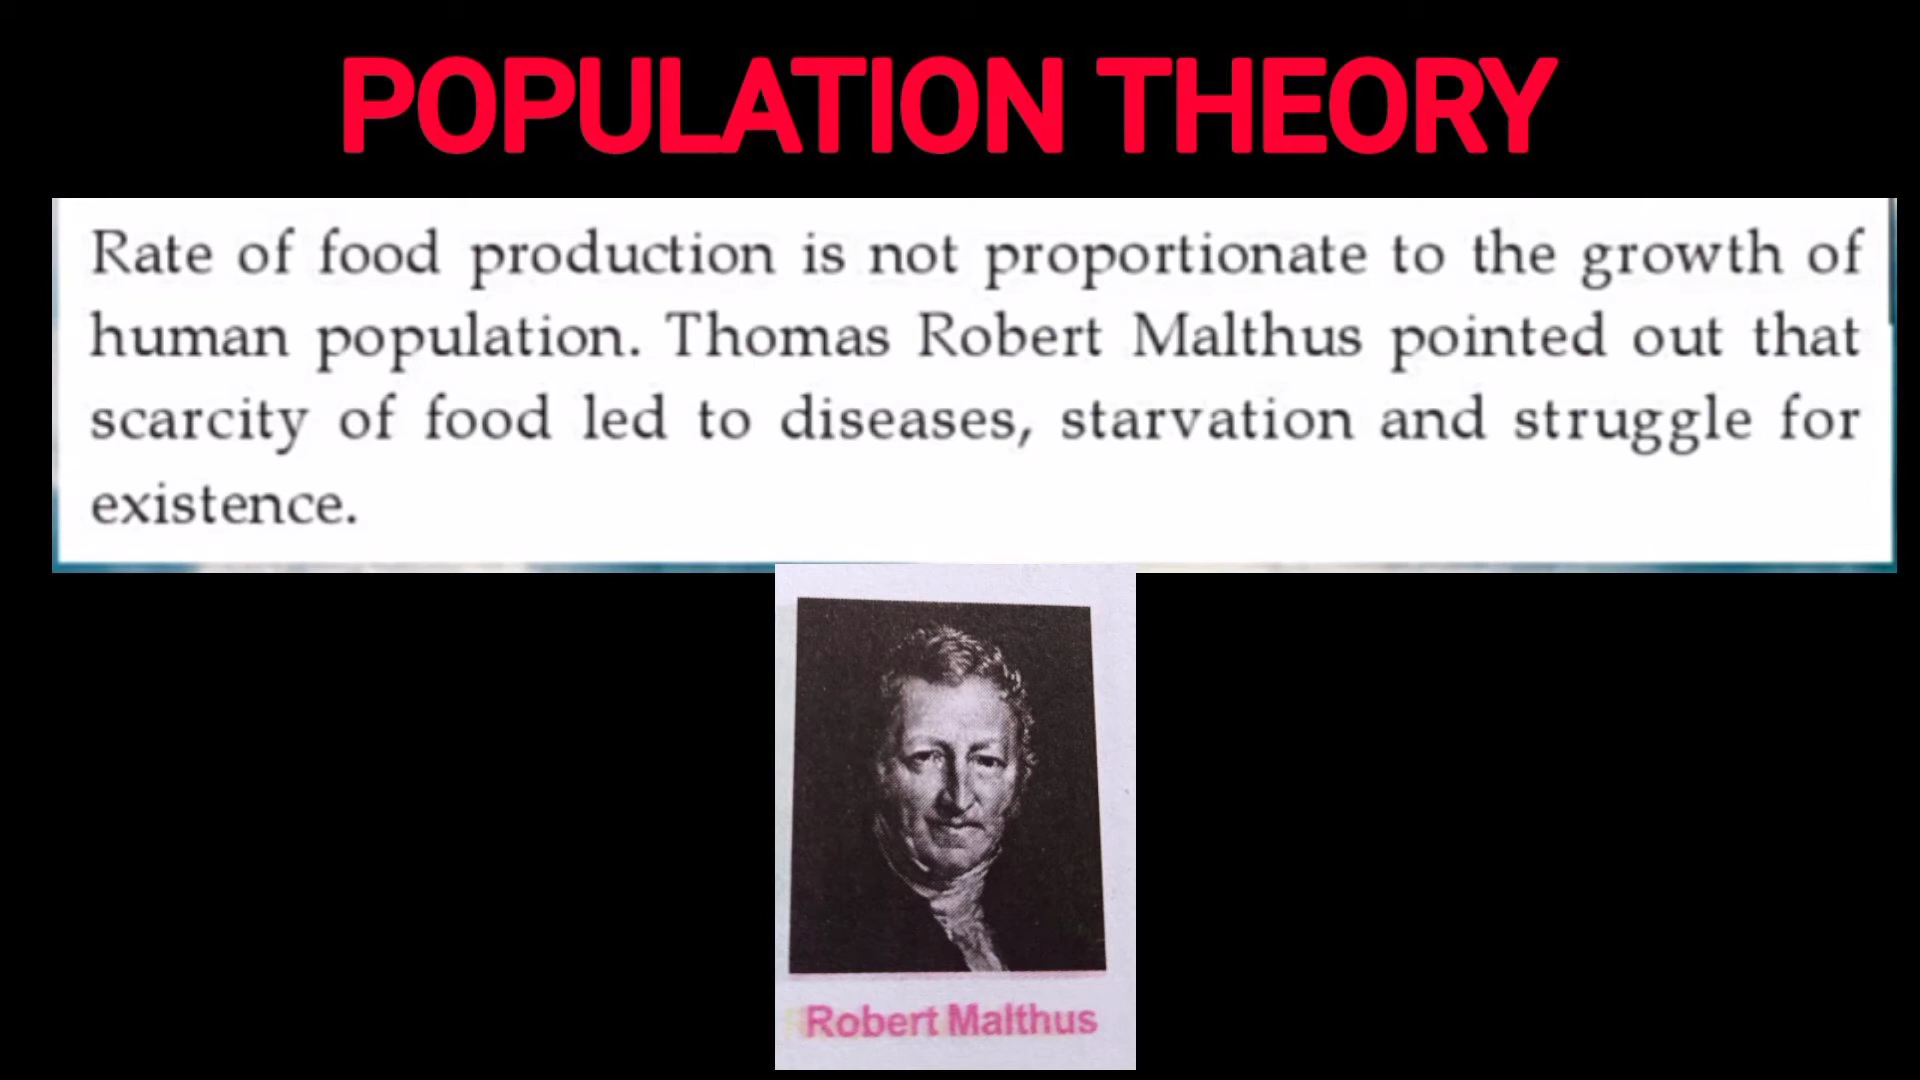 POPULATION THEORY
Rate of food production is not proportionate to the growth of
human population. Thomas Robert Malthus pointed out that
scarcity of food led to diseases, starvation and struggle for
existence.
Robert Malthus